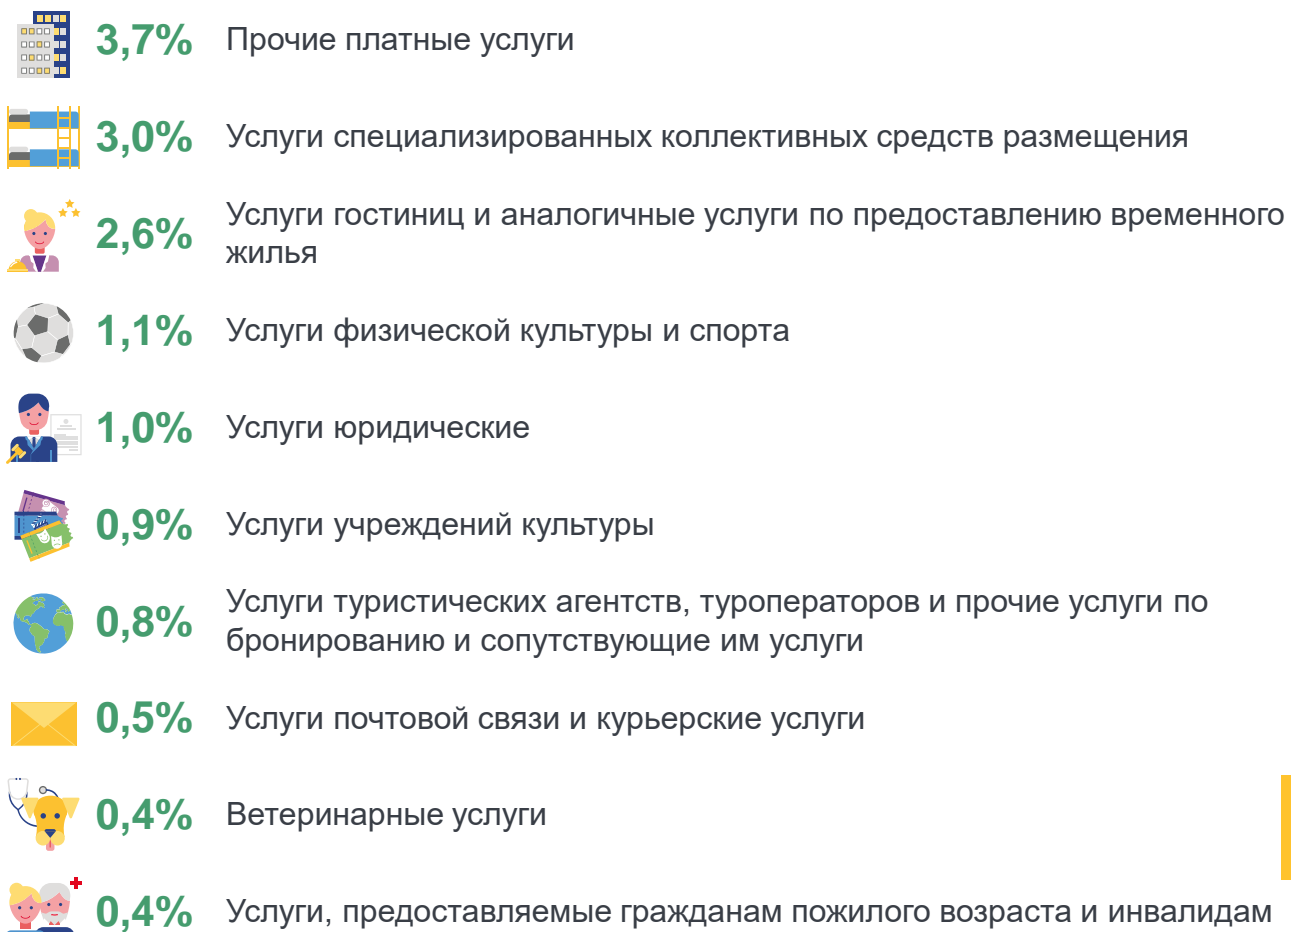 3,7% Прочие платные услуги
3,0% Услуги специализированных коллективных средств размещения
2,6% Услуги гостиниц и аналогичные услуги по предоставлению временного
жилья
1,1% Услуги физической культуры и спорта
1,0% Услуги юридические
0,9% Услуги учреждений культуры
0,8% Услуги туристических агентств, туроператоров и прочие услуги по
бронированию и сопутствующие им услуги
0,5% Услуги почтовой связи и курьерские услуги
0,4% Ветеринарные услуги
0,4% Услуги, предоставляемые гражданам пожилого возраста и инвалидам